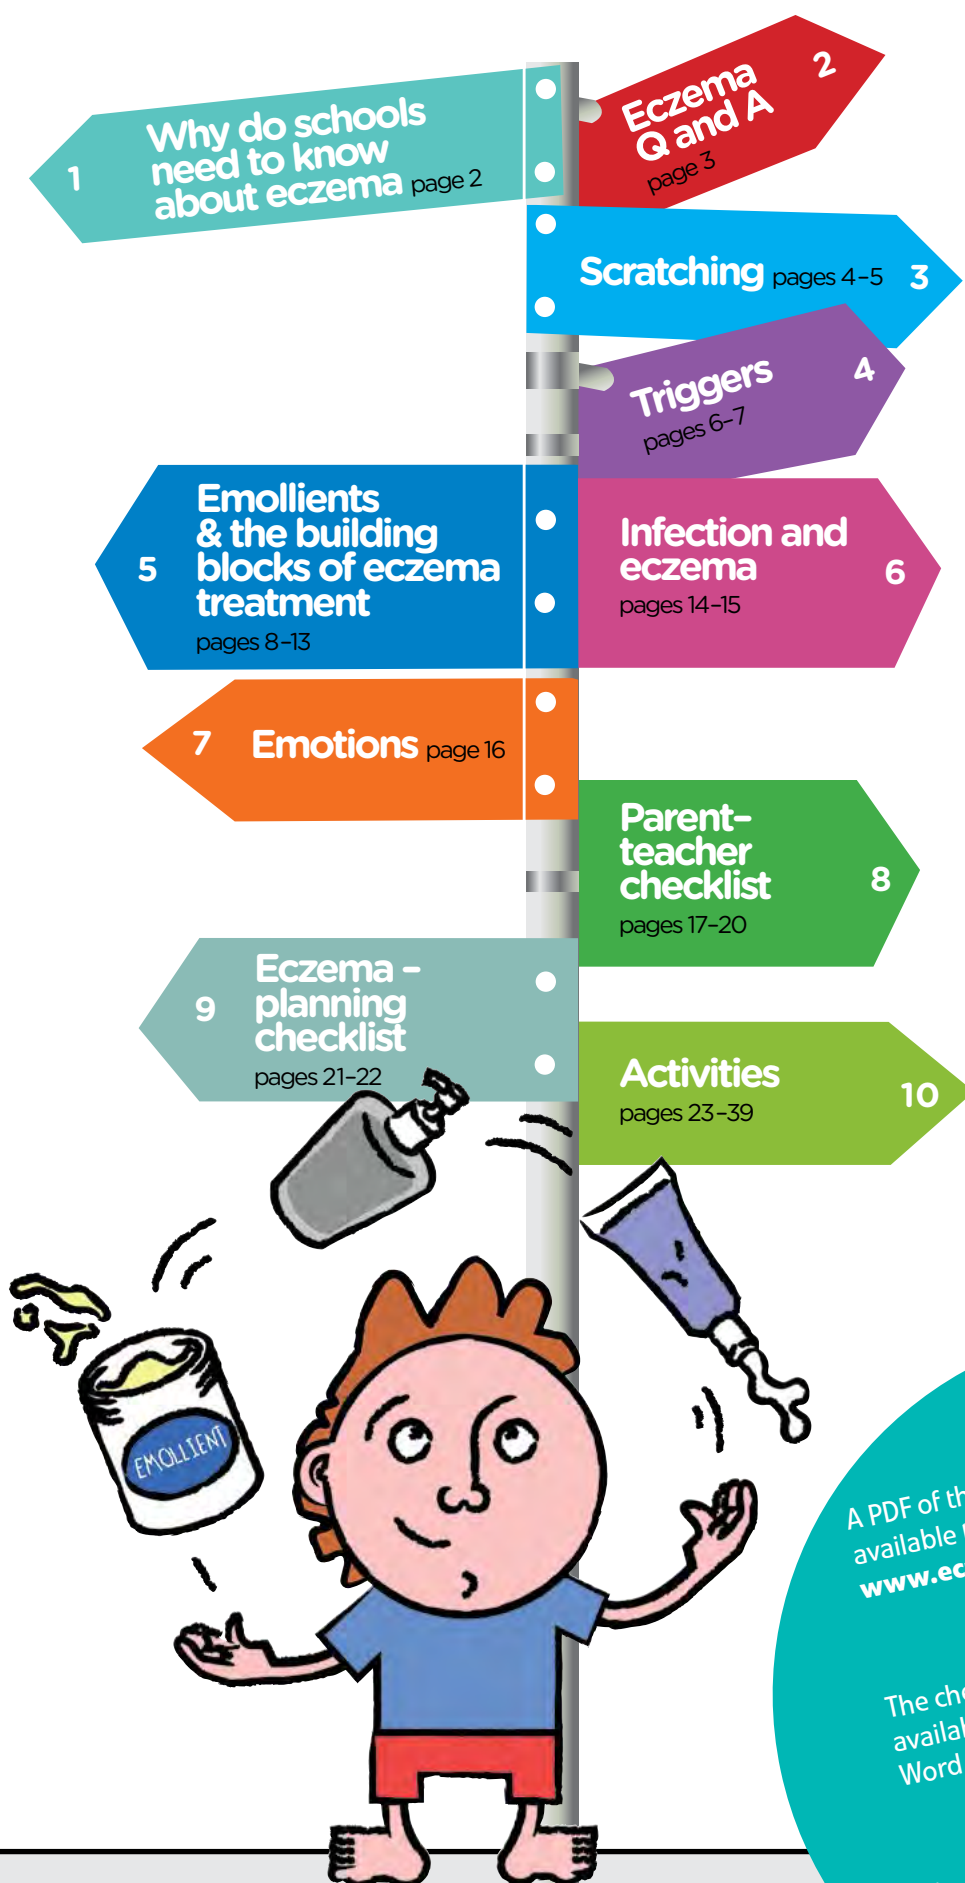 1
Why do schools
need to know
about eczema page 2
Eczema
Q and A
page 3
2
Scratching pages 4–5 3
Triggers
pages 6–7
4
5
Emollients
& the building
blocks of eczema
treatment
pages 8–13
Infection and
eczema
pages 14–15
6
7 Emotions page 16
Parent–
teacher
checklist
pages 17–20
8
9
Eczema –
planning
checklist
pages 21–22
Activities
pages 23–39
10
EMOLLIENT
A PDF of
available
www.ec
The
Word